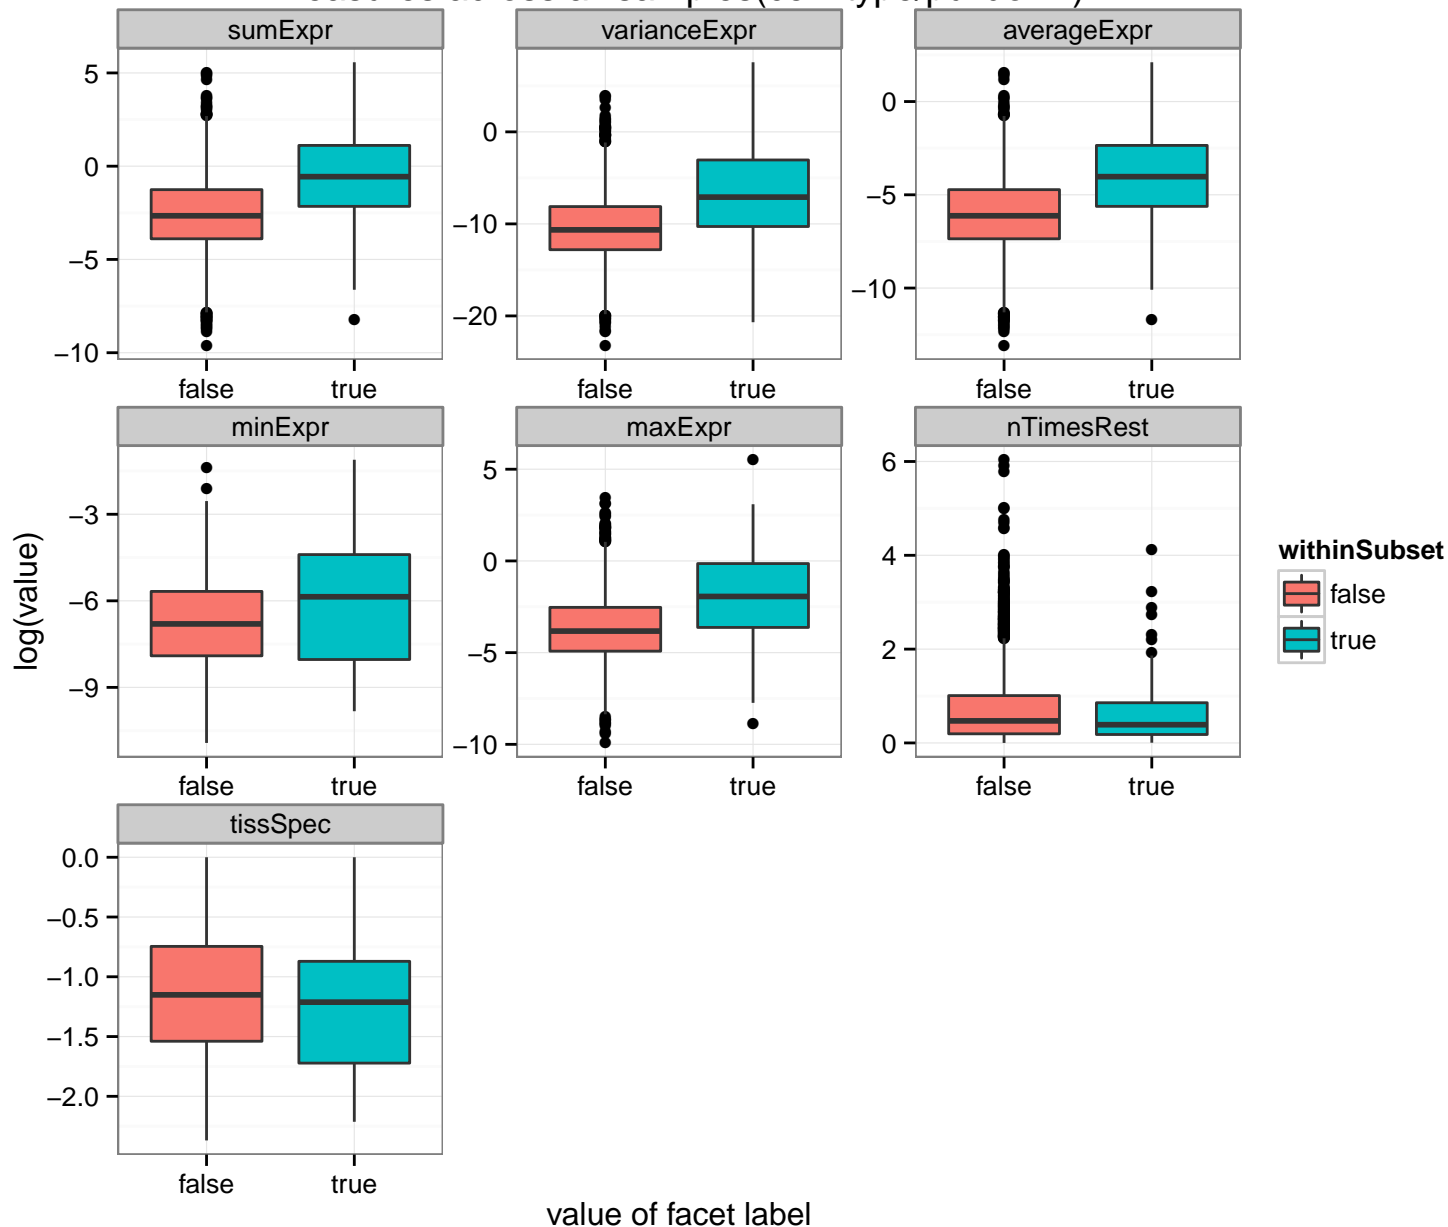 across all samples
sumExpr varianceExpr averageExpr
5
0
−5
−10
0
−10
−20
0
−5
−10
false true false true false true
minExpr maxExpr nTimesRest
−3
−6
−9
5
0
−5
−10
6
4
2
0
false true false true false true
tissSpec
0.0
−0.5
−1.0
−1.5
−2.0
false true
log(value)
value of facet label
withinSubset
false
true